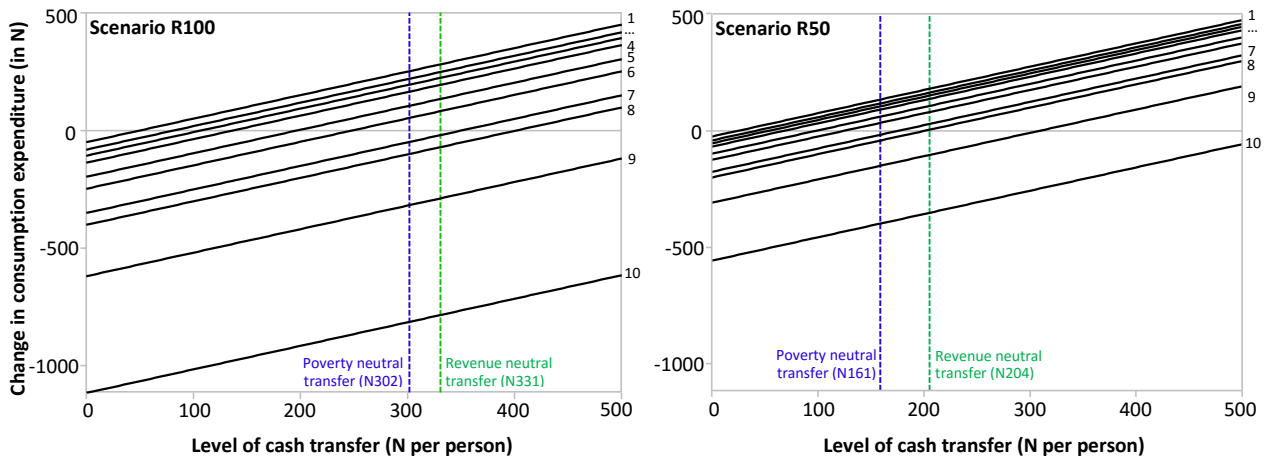 Change in consumption expenditure (in N)
Scenario R100
500
0
-500
-1000
1
...
4
5
6
7
8
9
10
Poverty neutral
transfer (N302)
Revenue neutral
transfer (N331)
0
100
200
300
400
500
Level of cash transfer (N per person)
Scenario R50
500
0
-500
-1000
1
...
7
8
9
10
Poverty neutral
transfer (N161)
Revenue neutral
transfer (N204)
0
100
200
300
400
500
Level of cash transfer (N per person)